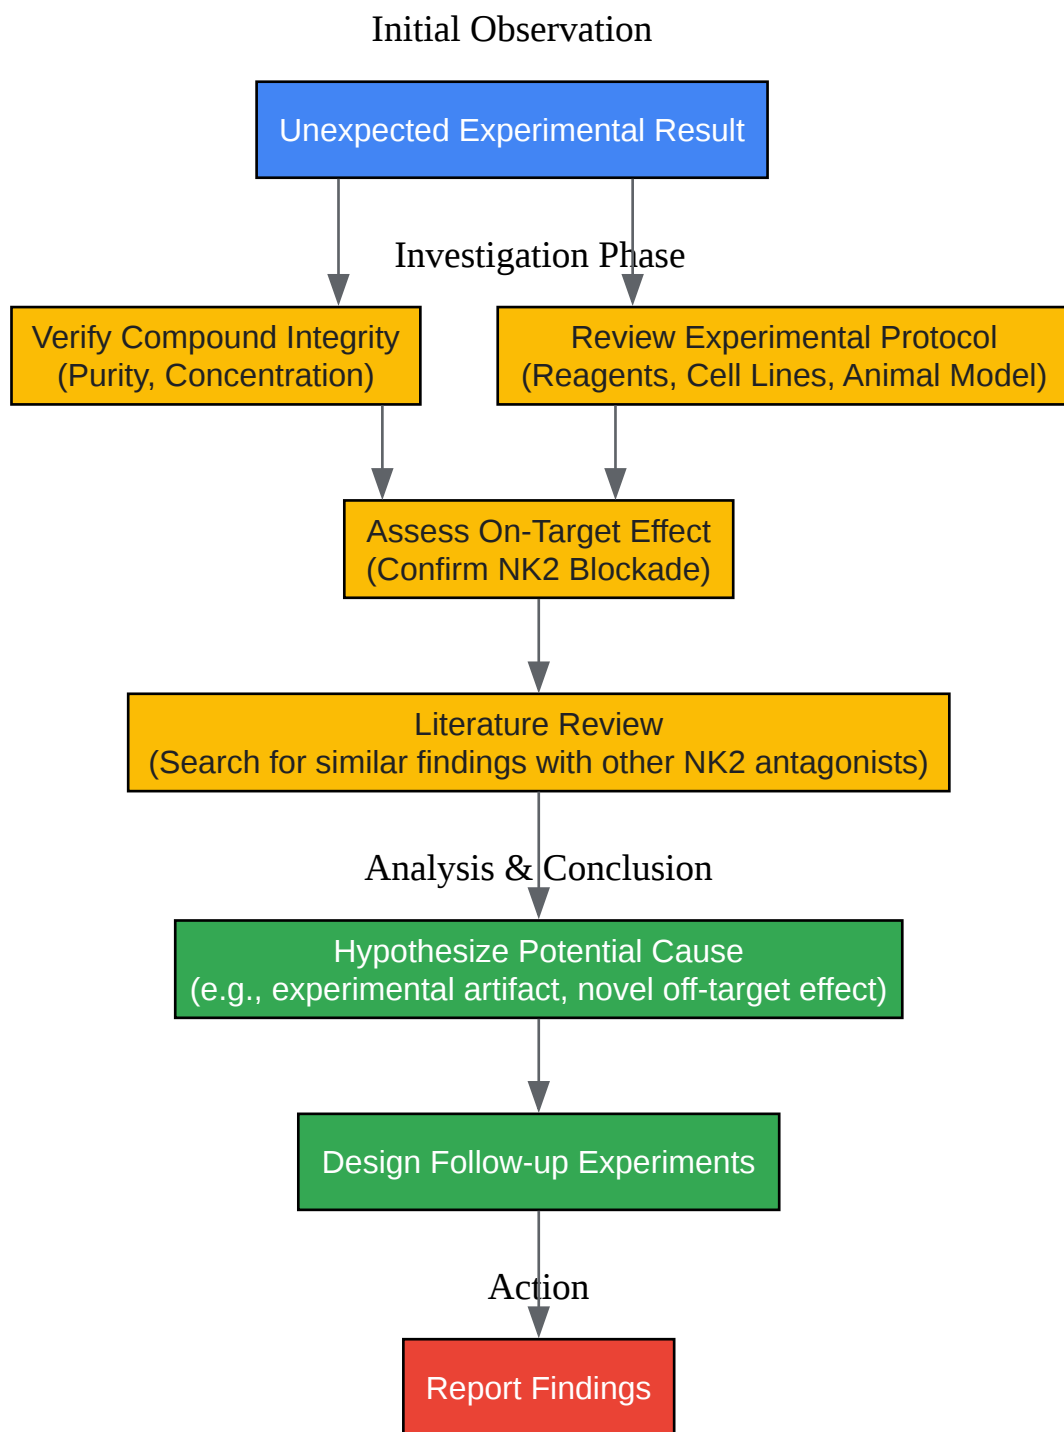 Initial Observation
Unexpected Experimental Result
Investigation Phase
Verify Compound Integrity
(Purity, Concentration)
Review Experimental Protocol
(Reagents, Cell Lines, Animal Model)
Assess On-Target Effect
(Confirm NK2 Blockade)
Literature Review
(Search for similar findings with other NK2 antagonists)
Analysis & Conclusion
Hypothesize Potential Cause
(e.g., experimental artifact, novel off-target effect)
Design Follow-up Experiments
Action
Report Findings